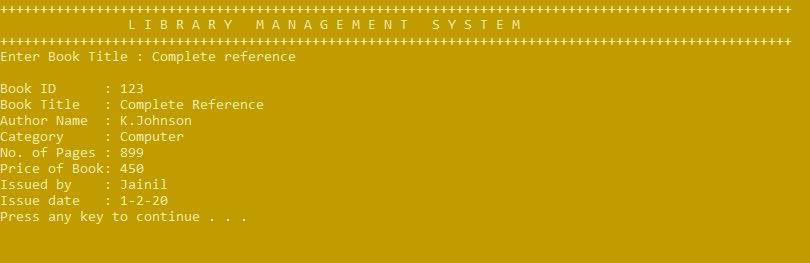 ++++++++++++++++++++++++++++++++++++++++++++++++++++++++++++++++++++++++++++++++++++++++++++++++++++
L I B R A R Y   M A N A G E M E N T   S Y S T E M
++++++++++++++++++++++++++++++++++++++++++++++++++++++++++++++++++++++++++++++++++++++++++++++++++++
Enter Book Title : Complete reference
Book ID      : 123
Book Title   : Complete Reference
Author Name  : K.Johnson
Category     : Computer
No. of Pages : 899
Price of Book: 450
Issued by    : Jainil
Issue date   : 1-2-20
Press any key to continue . . .